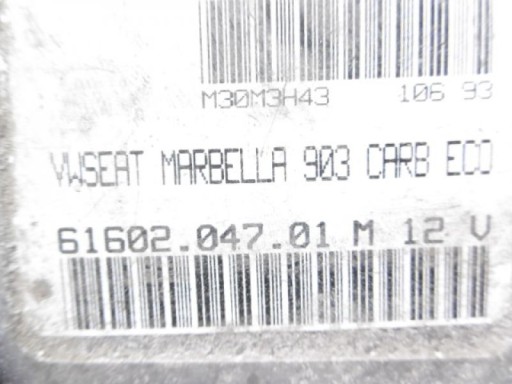 M30M3H43 106 93
VWSEAT MARBELLA 903 CARB ECO
61602.047.01 M 12 V